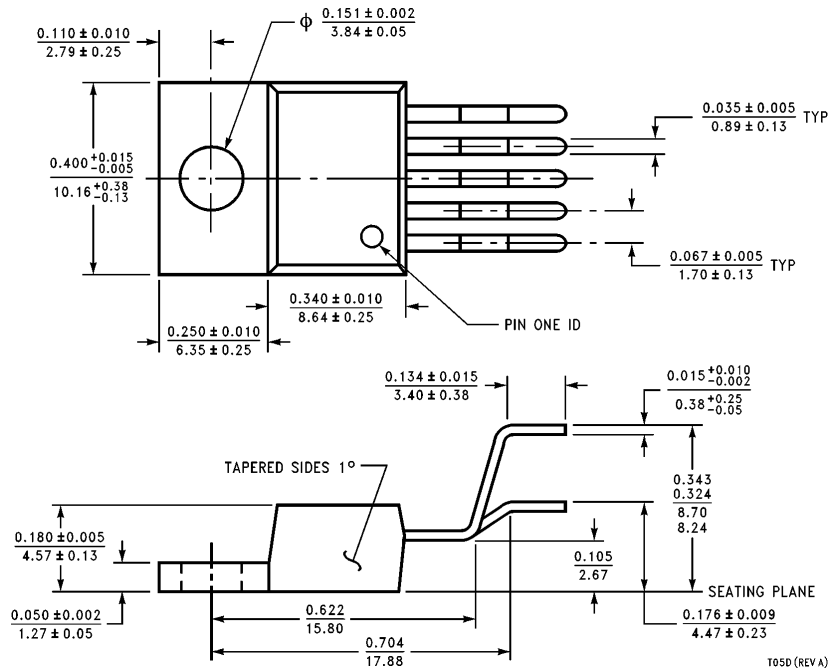 0.110 ± 0.010
2.79 ± 0.25
ϕ 0.151 ± 0.002
3.84 ± 0.05
0.035 ± 0.005
0.89 ± 0.13 TYP
0.400 +0.015 -0.005
10.16 +0.38 -0.13
0.067 ± 0.005
1.70 ± 0.13 TYP
0.340 ± 0.010
8.64 ± 0.25
0.250 ± 0.010
6.35 ± 0.25
PIN ONE ID
0.134 ± 0.015
3.40 ± 0.38
0.015 +0.010 -0.002
0.38 +0.25 -0.05
TAPERED SIDES 1°
0.343
0.324
8.70
8.24
0.180 ± 0.005
4.57 ± 0.13
0.105
2.67
SEATING PLANE
0.050 ± 0.002
1.27 ± 0.05
0.622
15.80
0.176 ± 0.009
4.47 ± 0.23
0.704
17.88
T05D (REV A)